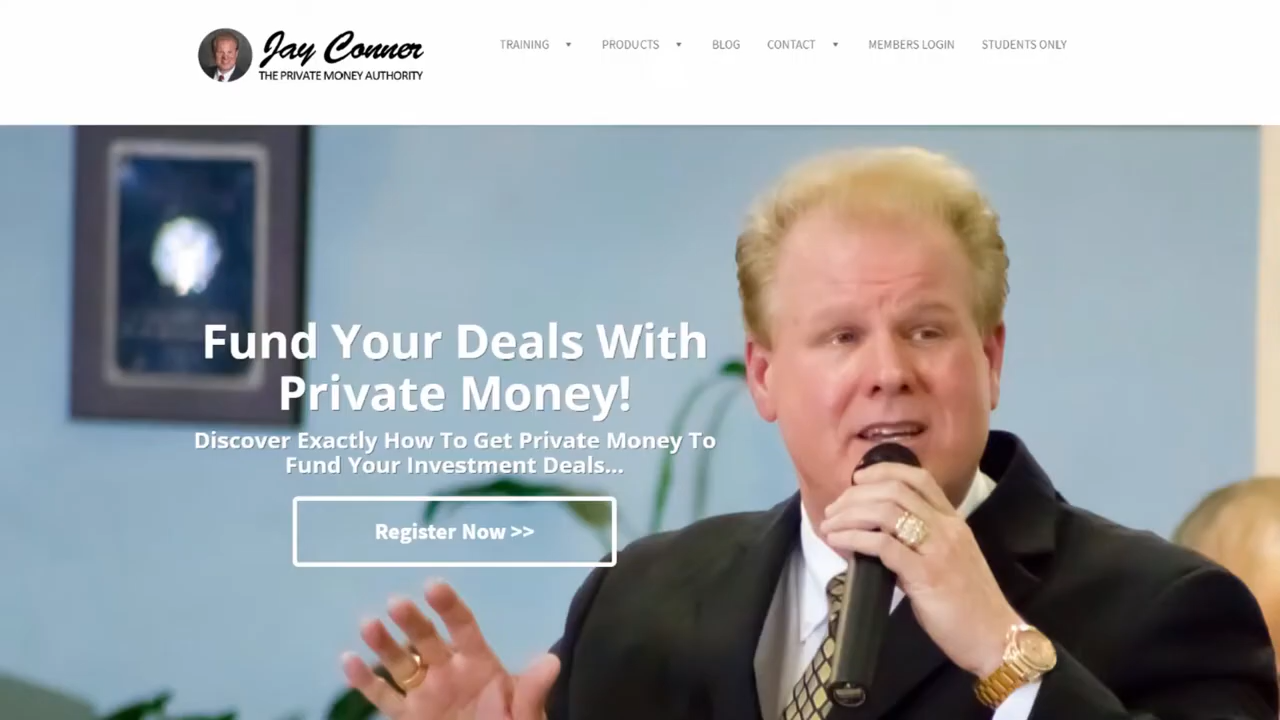 Jay Conner
THE PRIVATE MONEY AUTHORITY
TRAINING ▼ PRODUCTS ▼ BLOG CONTACT ▼ MEMBERS LOGIN STUDENTS ONLY
Fund Your Deals With
Private Money!
Discover Exactly How To Get Private Money To
Fund Your Investment Deals...
Register Now >>